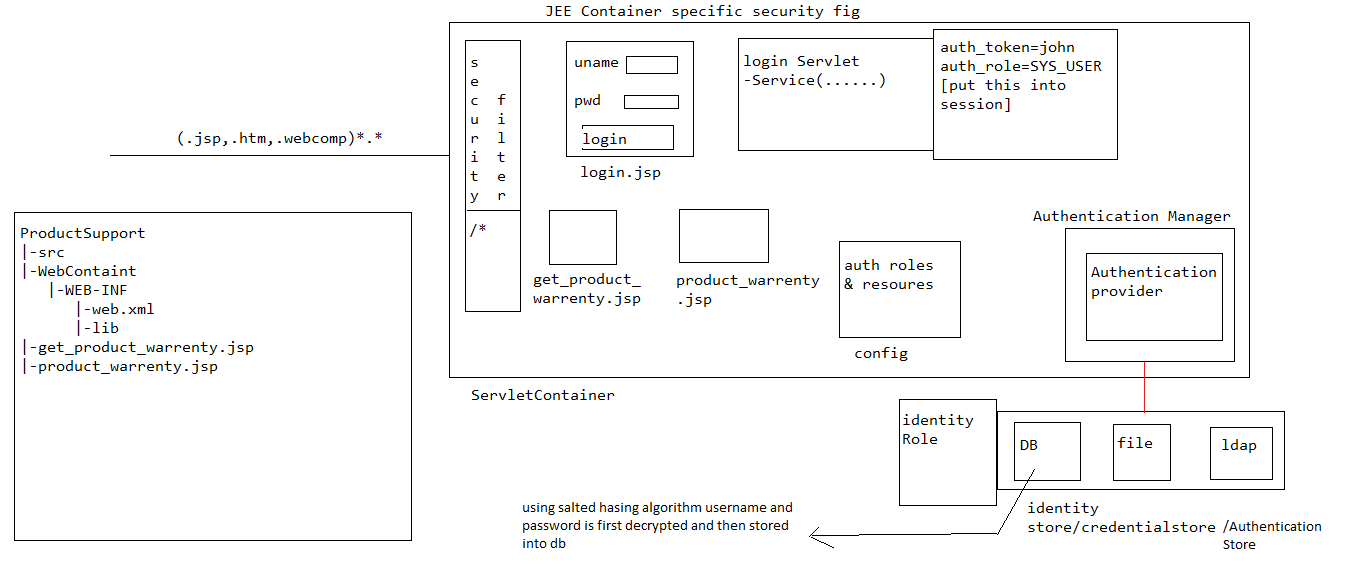 JEE Container specific security fig
(.jsp,.htm,.webcomp)*.*
security
filter
/*
uname
pwd
login
login.jsp
login Servlet
-Service(......)
auth_token=john
auth_role=SYS_USER
[put this into
session]
get_product_
warrenty.jsp
product_warrenty
.jsp
auth roles
& resoures
config
Authentication Manager
Authentication
provider
ServletContainer
ProductSupport
|-src
|-WebContaint
|-WEB-INF
|-web.xml
|-lib
|-get_product_warrenty.jsp
|-product_warrenty.jsp
identity
Role
DB
file
ldap
identity
store/credentialstore
/Authentication
Store
using salted hasing algorithm username and
password is first decrypted and then stored
into db